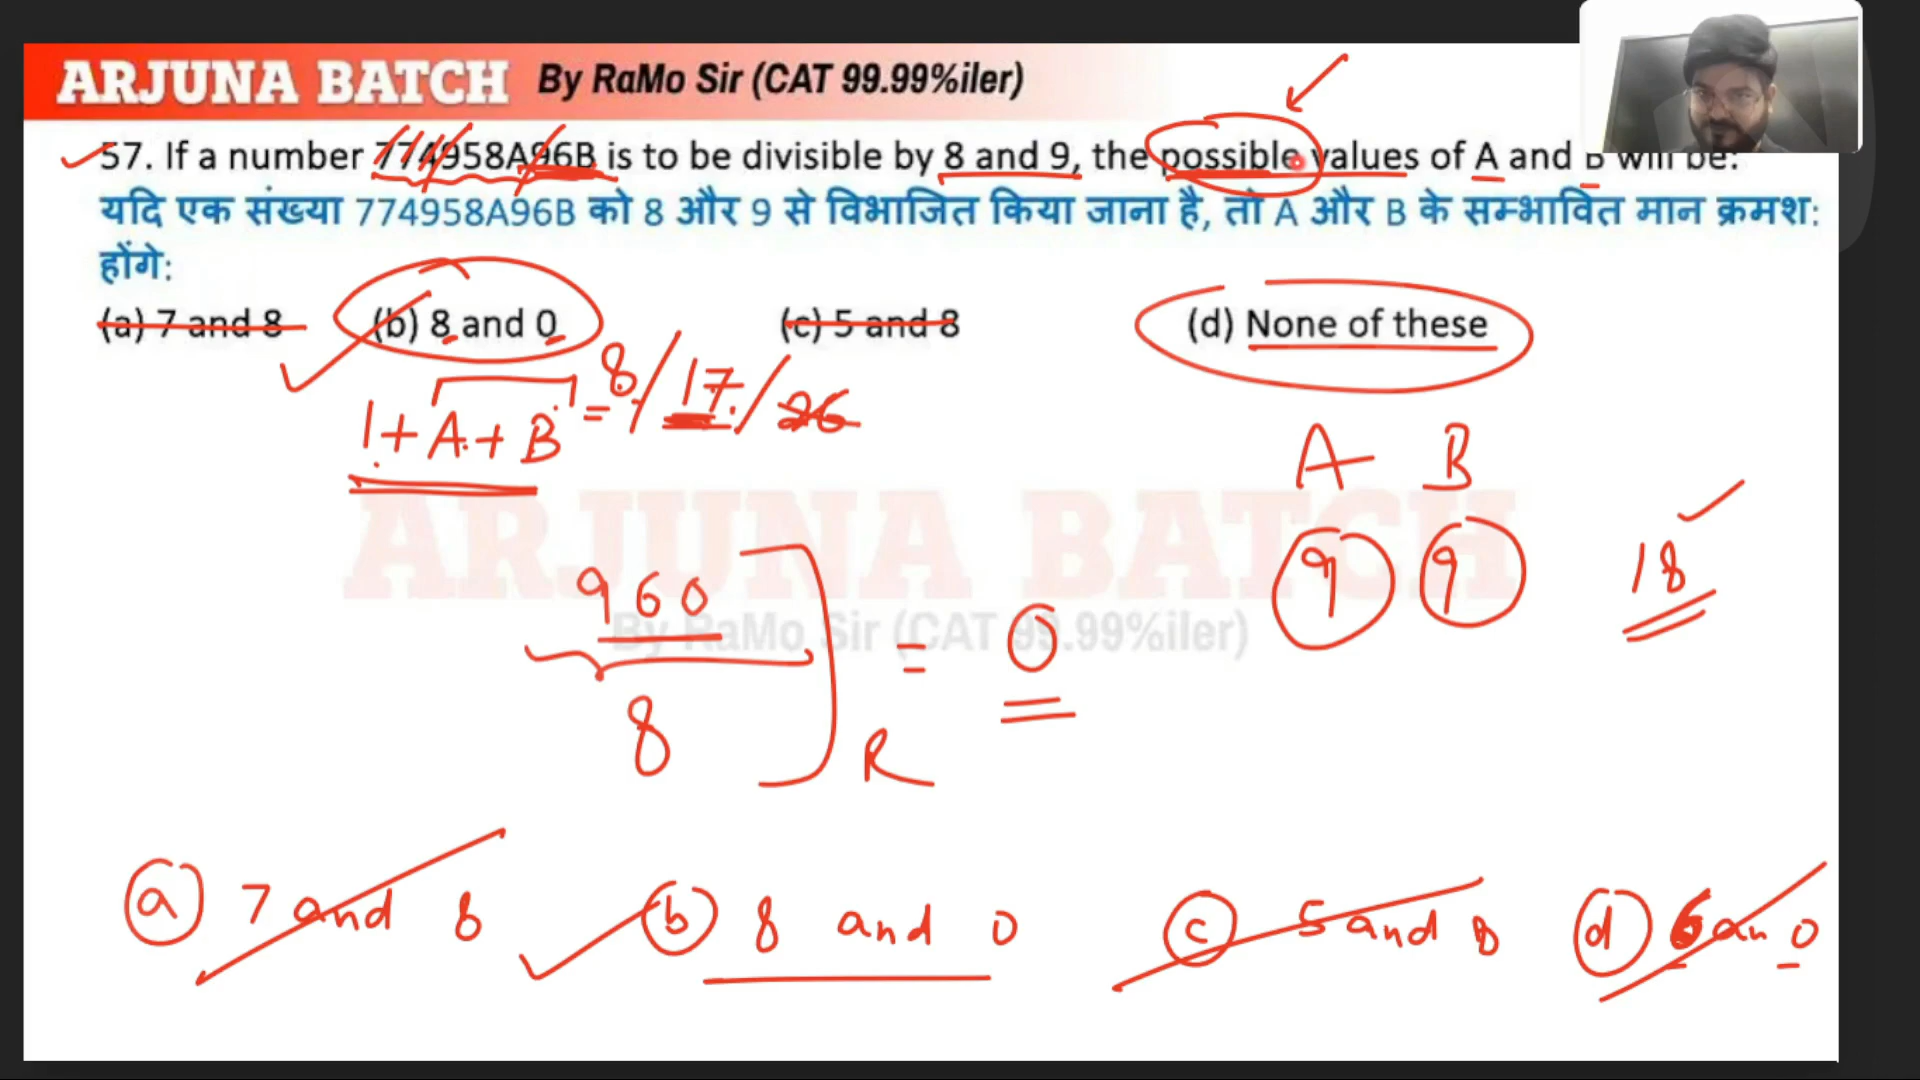 ARJUNA BATCH By RaMo Sir (CAT 99.99%iler)
57. If a number 774958A96B is to be divisible by 8 and 9, the possible values of A and B will be:
यदि एक संख्या 774958A96B को 8 और 9 से विभाजित किया जाना है, तो A और B के सम्भावित मान क्रमश:
होंगे:
(a) 7 and 8 (b) 8 and 0 (c) 5 and 8 (d) None of these
1+A+B = 8/17/26
A B
9 9 18
ARJUNA BATCH
By RaMo Sir (CAT 99.99%iler)
960
= 0
8
R
a 7 and 8 b 8 and 0 c 5 and 8 d 6 an 0